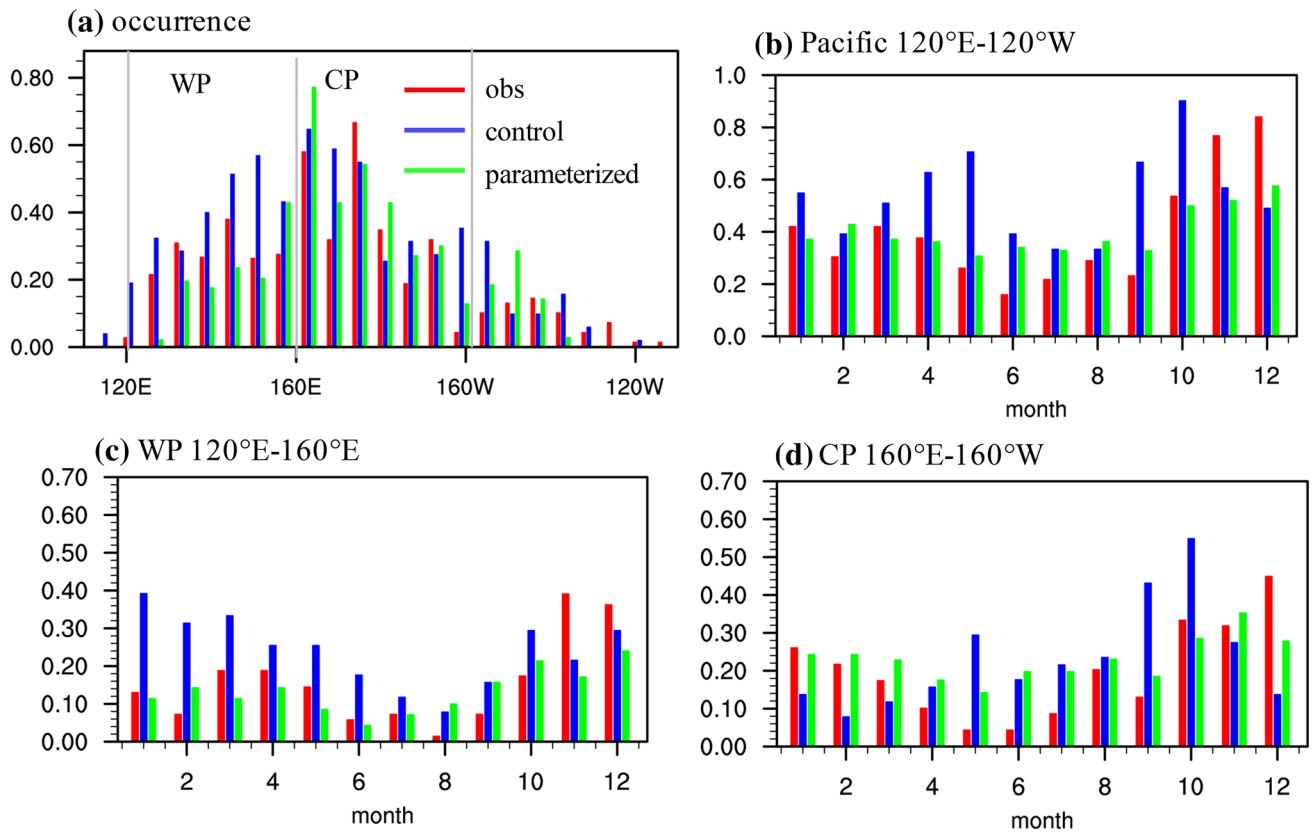 (a) occurrence
WP
CP
obs
control
parameterized
0.80
0.60
0.40
0.20
0.00
120E 160E 160W 120W
(b) Pacific 120°E-120°W
1.0
0.8
0.6
0.4
0.2
0.0
2 4 6 8 10 12
month
(c) WP 120°E-160°E
0.70
0.60
0.50
0.40
0.30
0.20
0.10
0.00
2 4 6 8 10 12
month
(d) CP 160°E-160°W
0.70
0.60
0.50
0.40
0.30
0.20
0.10
0.00
2 4 6 8 10 12
month